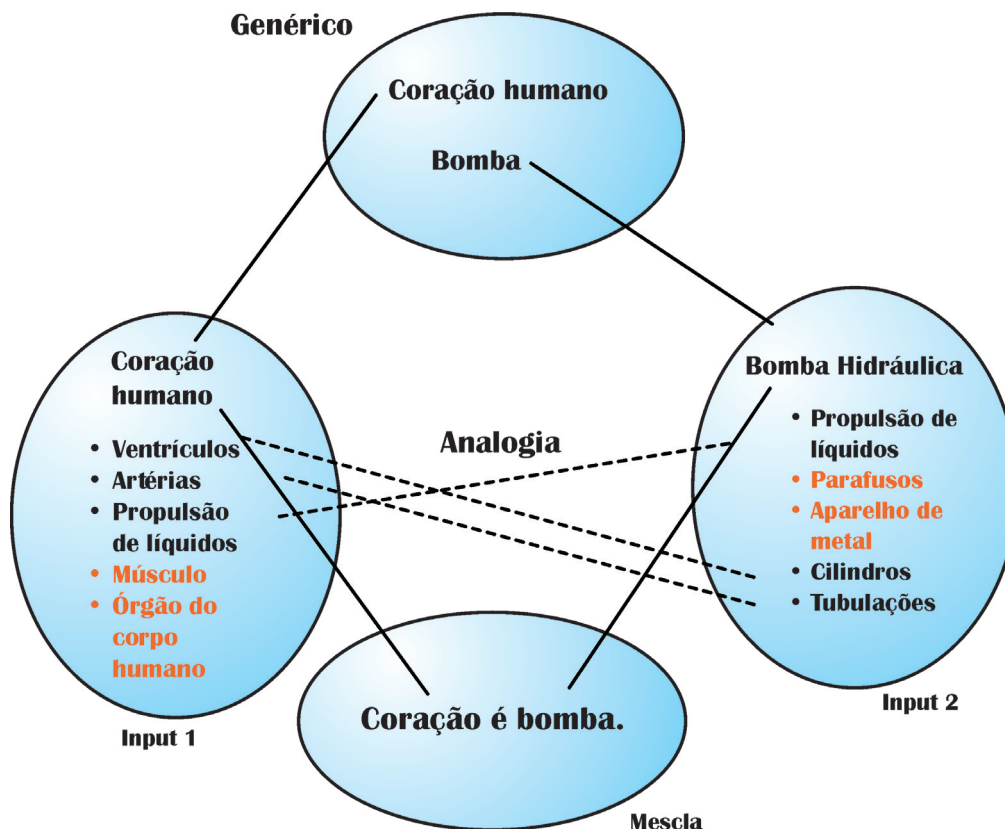 Genérico
Coração humano
Bomba
Coração
humano
• Ventrículos
• Artérias
• Propulsão
de líquidos
• Músculo
• Órgão do
corpo
humano
Input 1
Analogia
Bomba Hidráulica
• Propulsão de
líquidos
• Parafusos
• Aparelho de
metal
• Cilindros
• Tubulações
Input 2
Coração é bomba.
Mescla